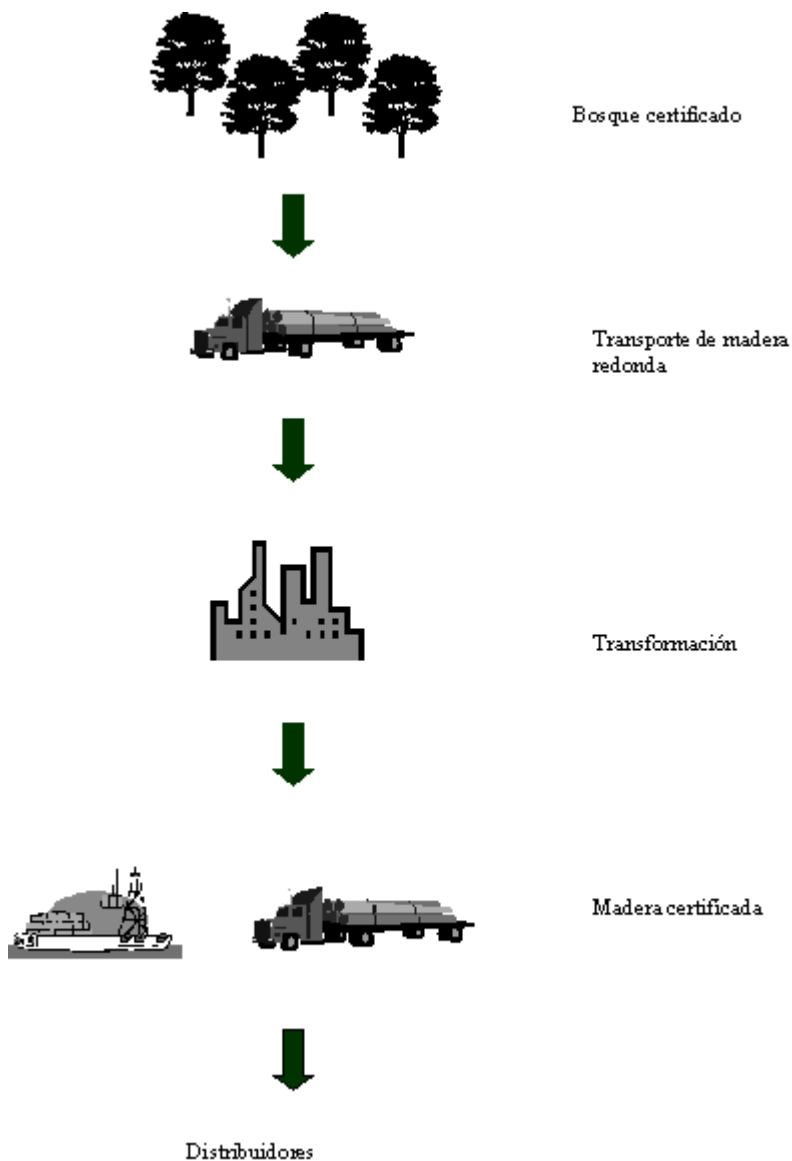 Bosque certificado
Transporte de madera
redonda
Transformación
Madera certificada
Distribuidores